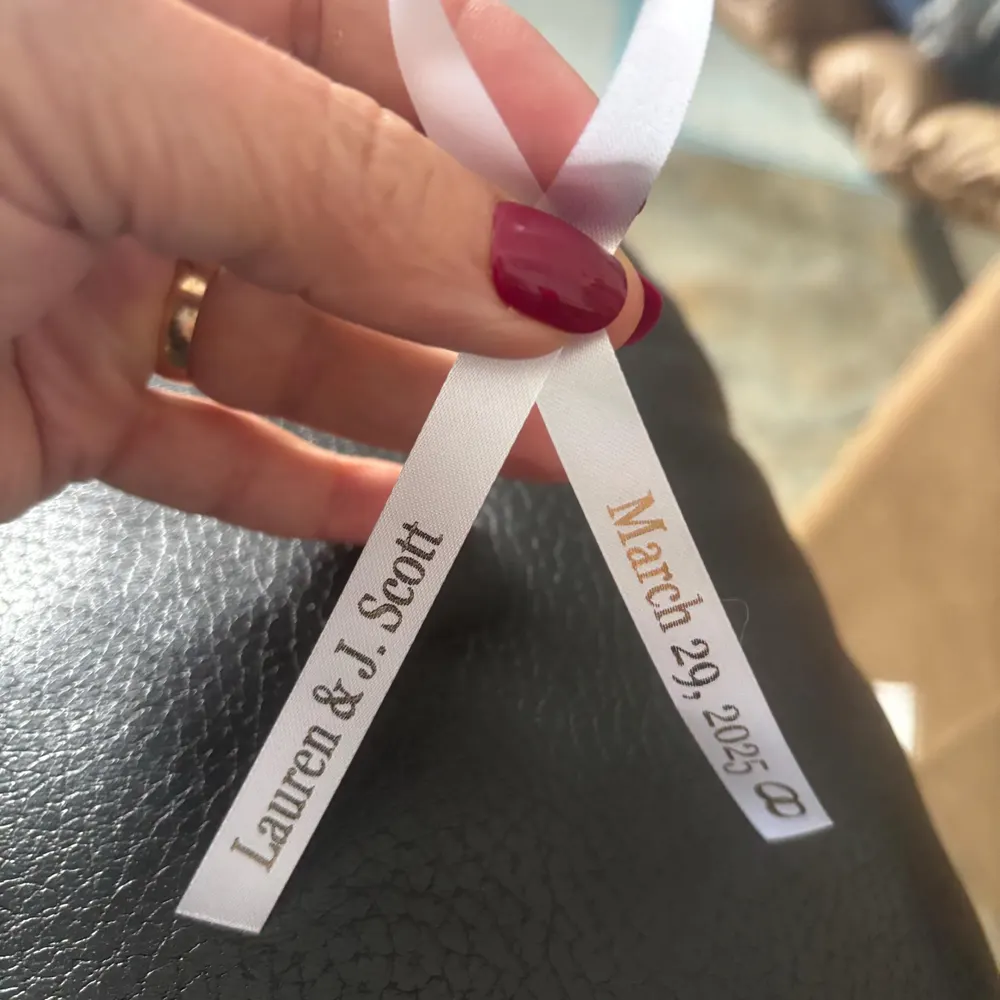 Lauren & J. Scott
March 29, 2025